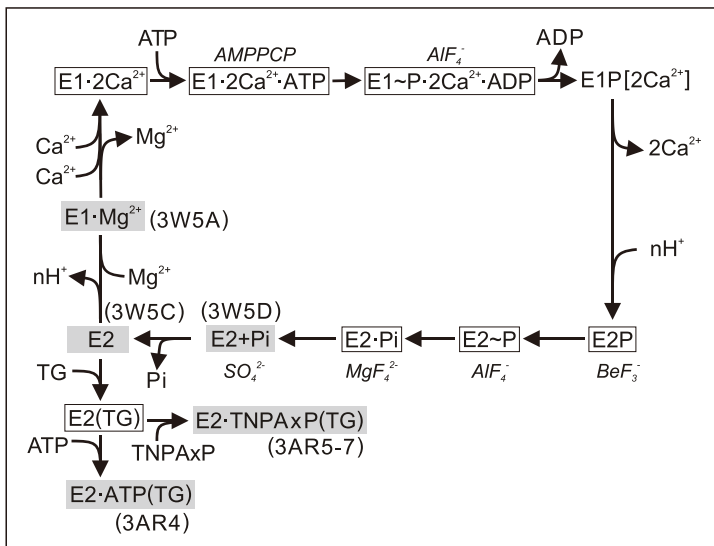 ATP
AMPPCP
AlF₄⁻
ADP
E1·2Ca²⁺
E1·2Ca²⁺·ATP
E1~P·2Ca²⁺·ADP
E1P[2Ca²⁺]
Ca²⁺
Mg²⁺
Ca²⁺
2Ca²⁺
E1·Mg²⁺ (3W5A)
nH⁺
Mg²⁺
nH⁺
(3W5C)
(3W5D)
E2
E2+Pi
E2·Pi
E2~P
E2P
Pi
SO₄²⁻
MgF₄²⁻
AlF₄⁻
BeF₃⁻
TG
E2(TG)
E2·TNPAxP(TG)
ATP
TNPAxP
(3AR5-7)
E2·ATP(TG)
(3AR4)